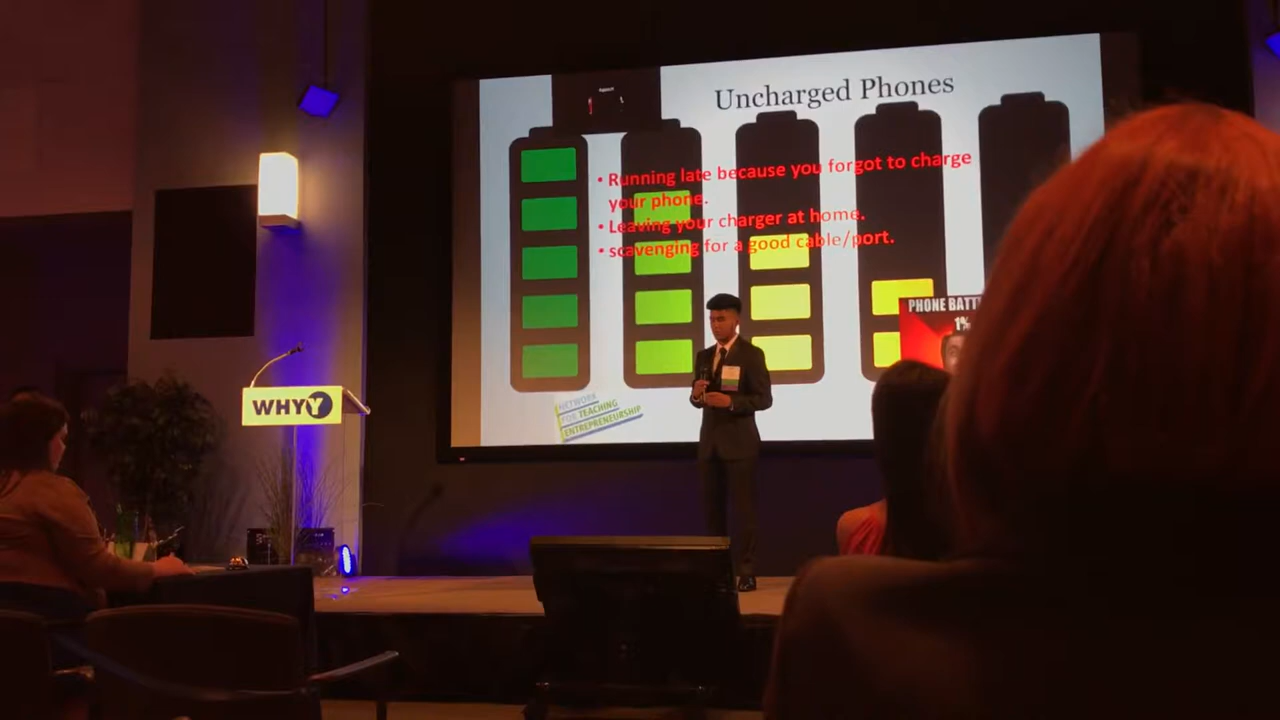 Uncharged Phones
• Running late because you forgot to charge
your phone.
• Leaving your charger at home.
• scavenging for a good cable/port.
PHONE BATT
1%
WHYY
NETWORK
FOR TEACHING
ENTREPRENEURSHIP